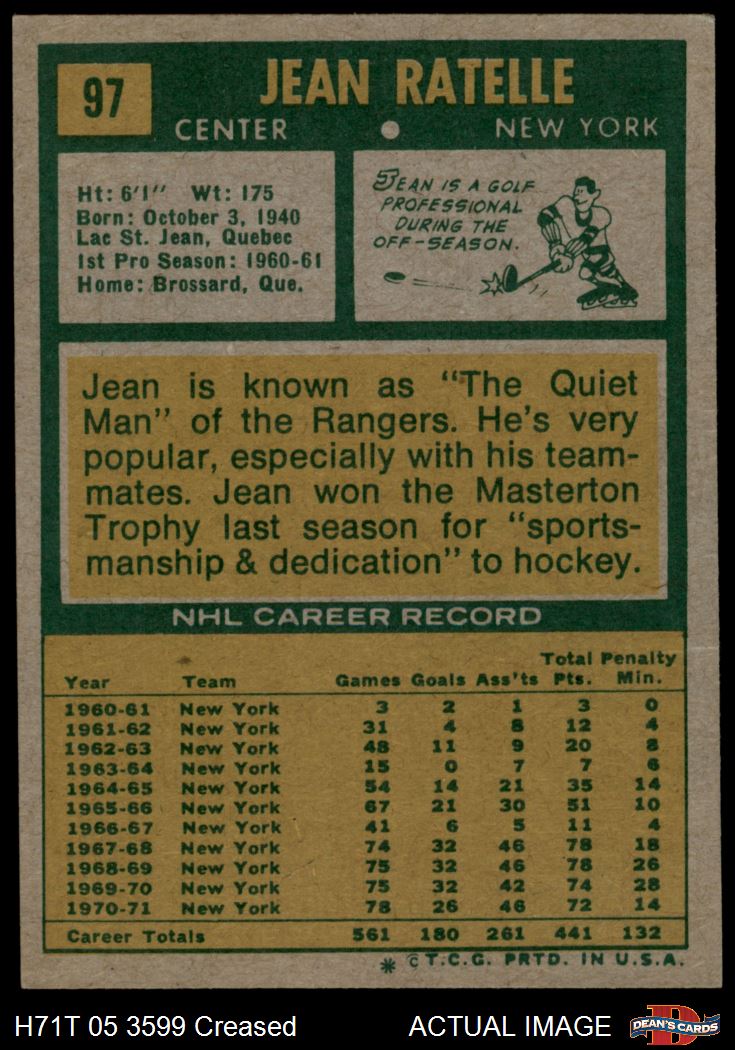 97
JEAN RATELLE
CENTER
NEW YORK
Ht: 6'1" Wt: 175
Born: October 3, 1940
Lac St. Jean, Quebec
1st Pro Season: 1960-61
Home: Brossard, Que.
JEAN IS A GOLF
PROFESSIONAL
DURING THE
OFF-SEASON.
Jean is known as "The Quiet
Man" of the Rangers. He's very
popular, especially with his team-
mates. Jean won the Masterton
Trophy last season for "sports-
manship & dedication" to hockey.
NHL CAREER RECORD
Total Penalty
Year Team Games Goals Ass'ts Pts. Min.
1960-61 New York 3 2 1 3 0
1961-62 New York 31 4 8 12 4
1962-63 New York 48 11 9 20 8
1963-64 New York 15 0 7 7 6
1964-65 New York 54 14 21 35 14
1965-66 New York 67 21 30 51 10
1966-67 New York 41 6 5 11 4
1967-68 New York 74 32 46 78 18
1968-69 New York 75 32 46 78 26
1969-70 New York 75 32 42 74 28
1970-71 New York 78 26 46 72 14
Career Totals 561 180 261 441 132
* © T.C.G. PRTD. IN U.S.A.
H71T 05 3599 Creased
ACTUAL IMAGE
DEAN'S CARDS